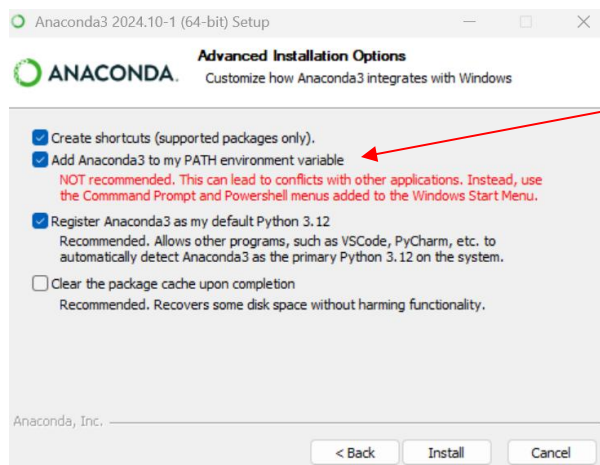 Anaconda3 2024.10-1 (64-bit) Setup
ANACONDA.
Advanced Installation Options
Customize how Anaconda3 integrates with Windows
Create shortcuts (supported packages only).
Add Anaconda3 to my PATH environment variable
NOT recommended. This can lead to conflicts with other applications. Instead, use
the Commmand Prompt and Powershell menus added to the Windows Start
Menu.
Register Anaconda3 as my default Python 3.12
Recommended. Allows other programs, such as VSCode, PyCharm, etc. to
automatically detect Anaconda3 as the primary Python 3.12 on the system.
Clear the package cache upon completion
Recommended. Recovers some disk space without harming functionality.
Anaconda, Inc.
< Back
Install
Cancel